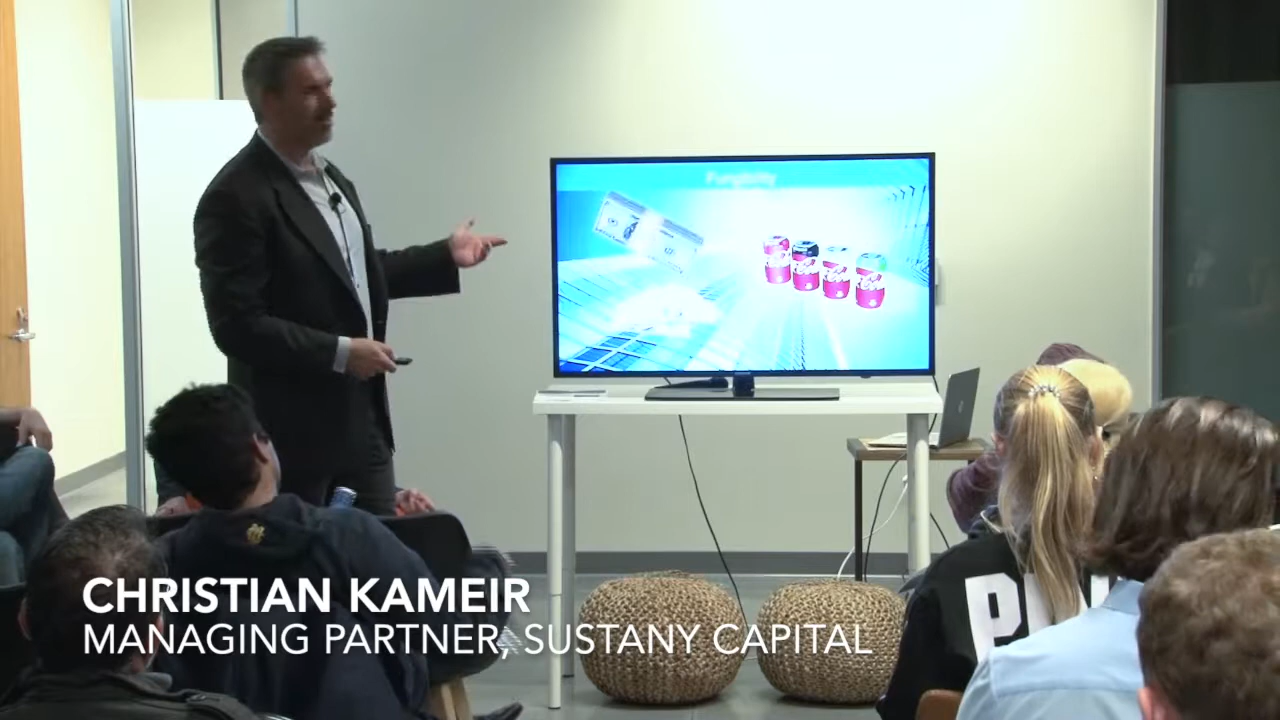 Fungibility
CHRISTIAN KAMEIR
MANAGING PARTNER, SUSTANY CAPITAL